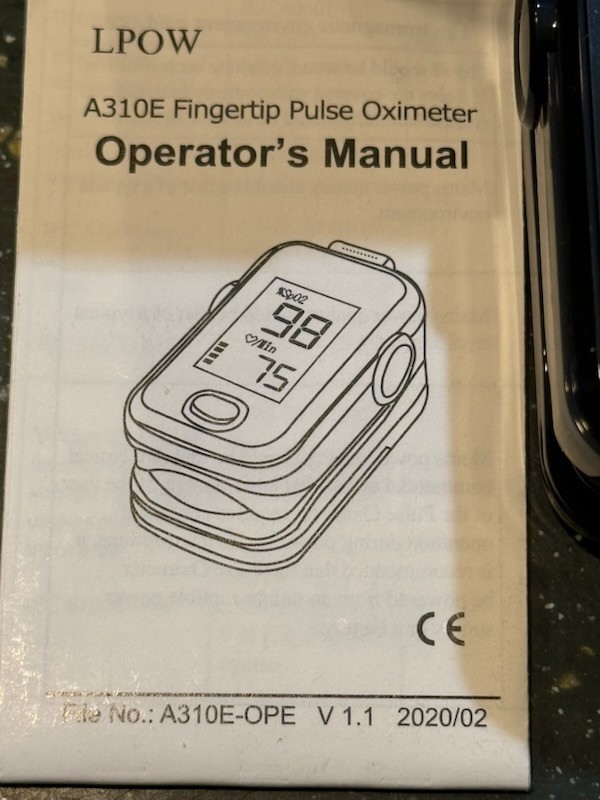 LPOW
A310E Fingertip Pulse Oximeter
Operator's Manual
%SpO2
98
♡/Min
75
CE
File No.: A310E-OPE V 1.1 2020/02